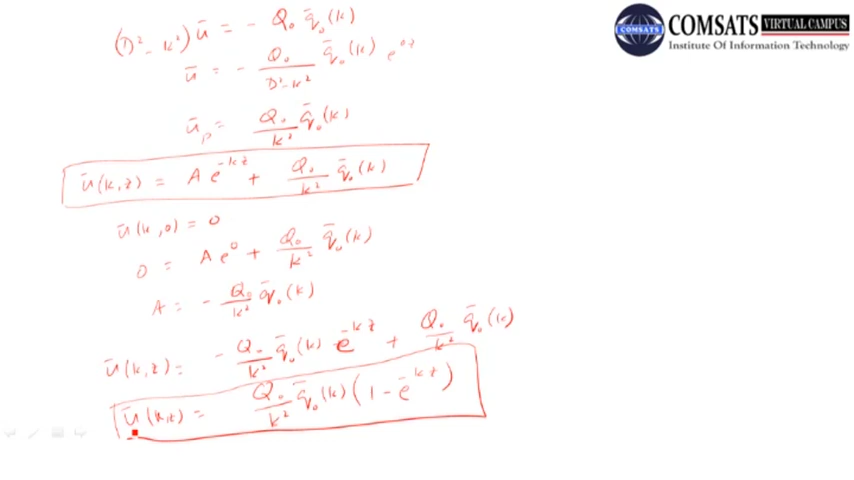 COMSATS VIRTUAL CAMPUS
COMSATS
Institute Of Information Technology
(D² - k²) ū = - Q₀ q̄₀(k)
ū = - Q₀/(D² - k²) q̄₀(k) e^{0z}
ū_p = Q₀/k² q̄₀(k)
ū(k,z) = A e^{-kz} + Q₀/k² q̄₀(k)
ū(k,0) = 0
0 = A e⁰ + Q₀/k² q̄₀(k)
A = - Q₀/k² q̄₀(k)
ū(k,z) = - Q₀/k² q̄₀(k) e^{-kz} + Q₀/k² q̄₀(k)
ū(k,z) = Q₀/k² q̄₀(k) (1 - e^{-kz})